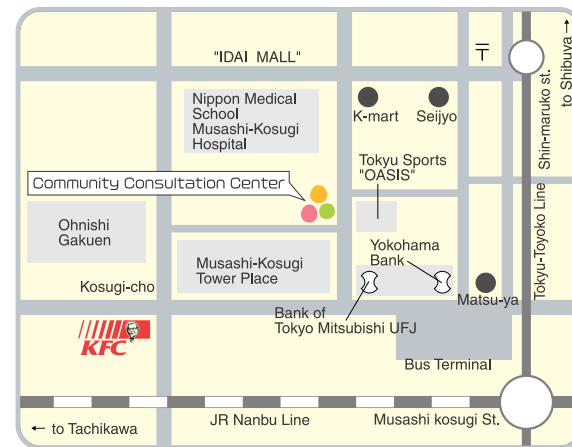 "IDAI MALL"
〒
to Shibuya →
Shin-maruko st.
Nippon Medical
School
Musashi-Kosugi
Hospital
K-mart
Seijyo
Tokyu Sports
"OASIS"
Community Consultation Center
Ohnishi
Gakuen
Musashi-Kosugi
Tower Place
Yokohama
Bank
Tokyu-Toyoko Line
Kosugi-cho
Matsu-ya
Bank of
Tokyo Mitsubishi UFJ
KFC
Bus Terminal
← to Tachikawa
JR Nanbu Line
Musashi kosugi St.